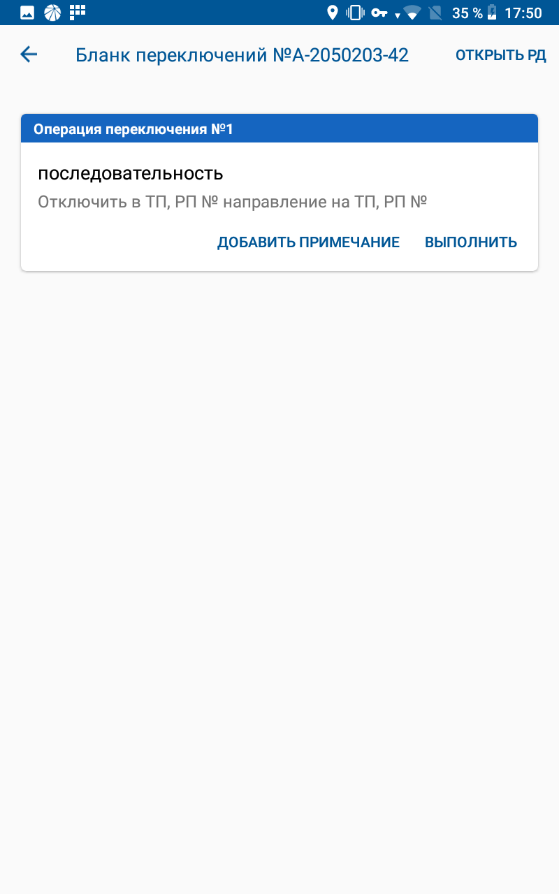 35 % 17:50
Бланк переключений №А-2050203-42 ОТКРЫТЬ РД
Операция переключения №1
последовательность
Отключить в ТП, РП № направление на ТП, РП №
ДОБАВИТЬ ПРИМЕЧАНИЕ ВЫПОЛНИТЬ